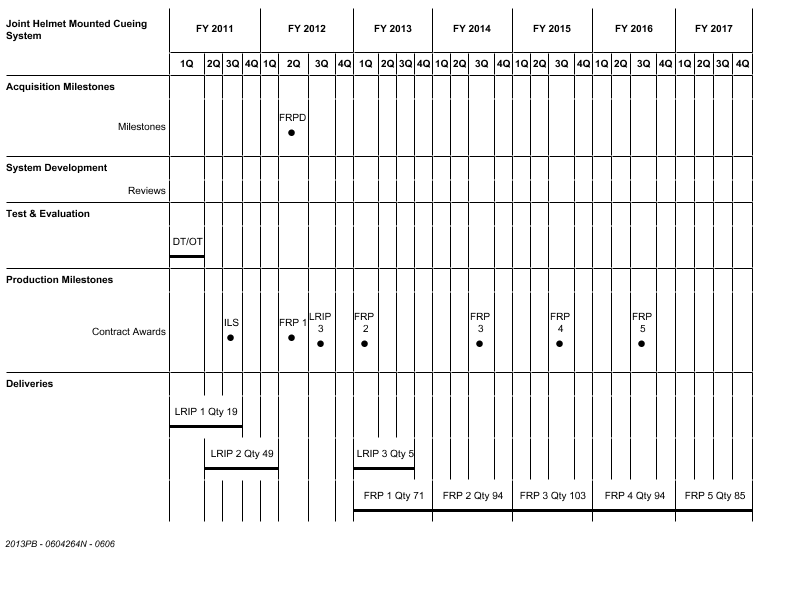 Joint Helmet Mounted Cueing System FY 2011 FY 2012 FY 2013 FY 2014 FY 2015 FY 2016 FY 2017
1Q 2Q 3Q 4Q 1Q 2Q 3Q 4Q 1Q 2Q 3Q 4Q 1Q 2Q 3Q 4Q 1Q 2Q 3Q 4Q 1Q 2Q 3Q 4Q 1Q 2Q 3Q 4Q
Acquisition Milestones
FRPD
Milestones
System Development
Reviews
Test & Evaluation
DT/OT
Production Milestones
Contract Awards ILS FRP 1 LRIP 3 FRP 2 FRP 3 FRP 4 FRP 5
Deliveries
LRIP 1 Qty 19
LRIP 2 Qty 49 LRIP 3 Qty 5
FRP 1 Qty 71 FRP 2 Qty 94 FRP 3 Qty 103 FRP 4 Qty 94 FRP 5 Qty 85
2013PB - 0604264N - 0606